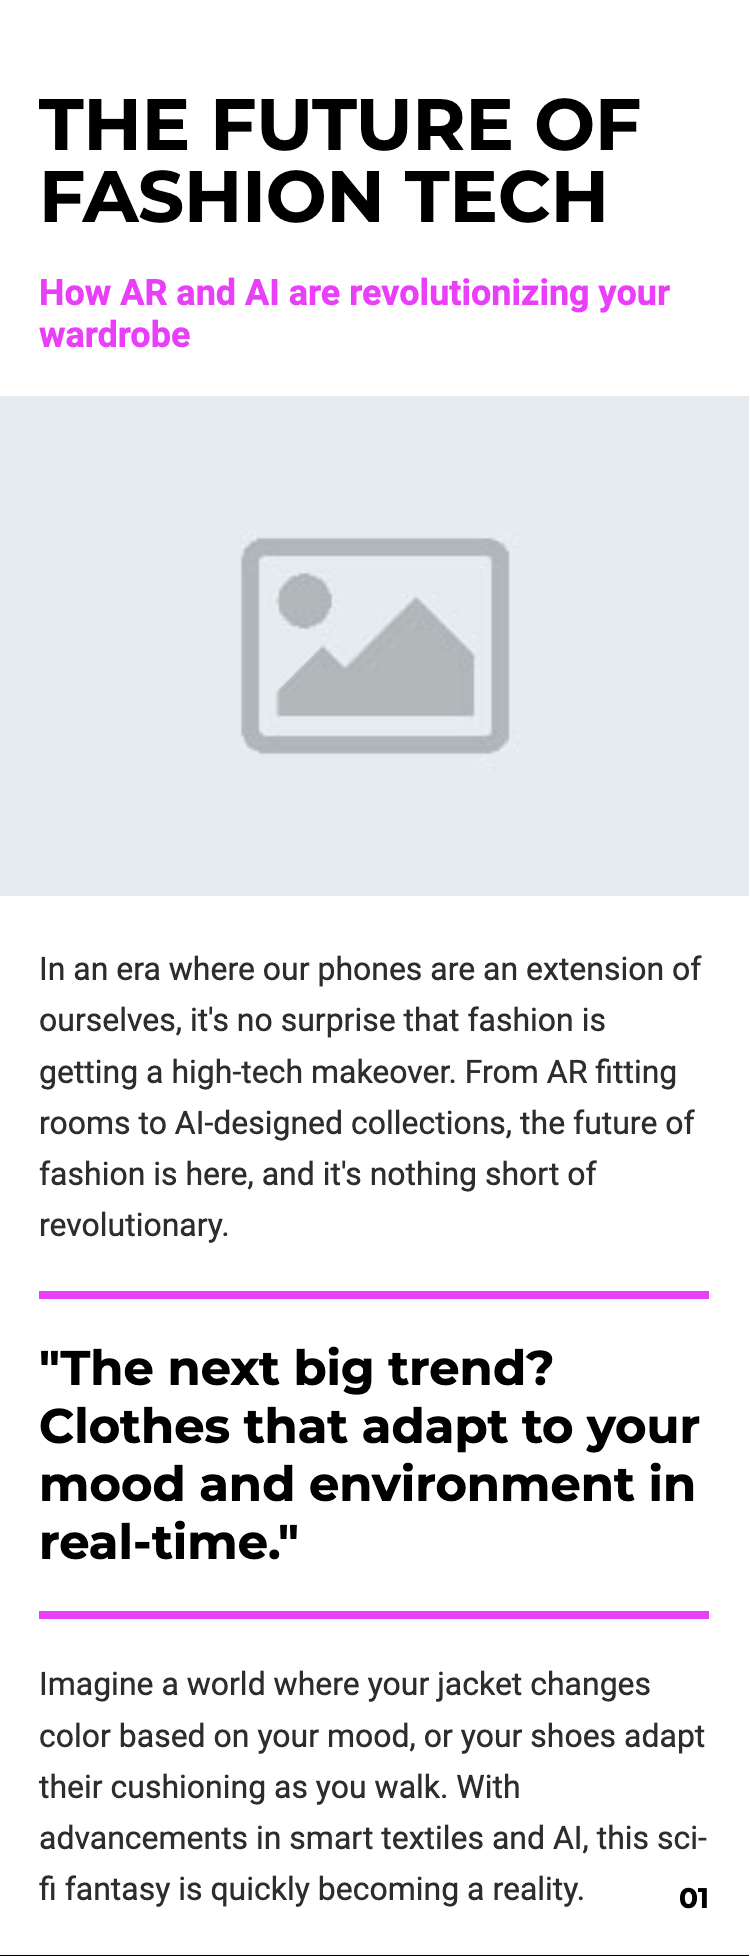 THE FUTURE OF
FASHION TECH
How AR and AI are revolutionizing your
wardrobe
In an era where our phones are an extension of
ourselves, it's no surprise that fashion is
getting a high-tech makeover. From AR fitting
rooms to AI-designed collections, the future of
fashion is here, and it's nothing short of
revolutionary.
"The next big trend?
Clothes that adapt to your
mood and environment in
real-time."
Imagine a world where your jacket changes
color based on your mood, or your shoes adapt
their cushioning as you walk. With
advancements in smart textiles and AI, this sci-
fi fantasy is quickly becoming a reality.
01